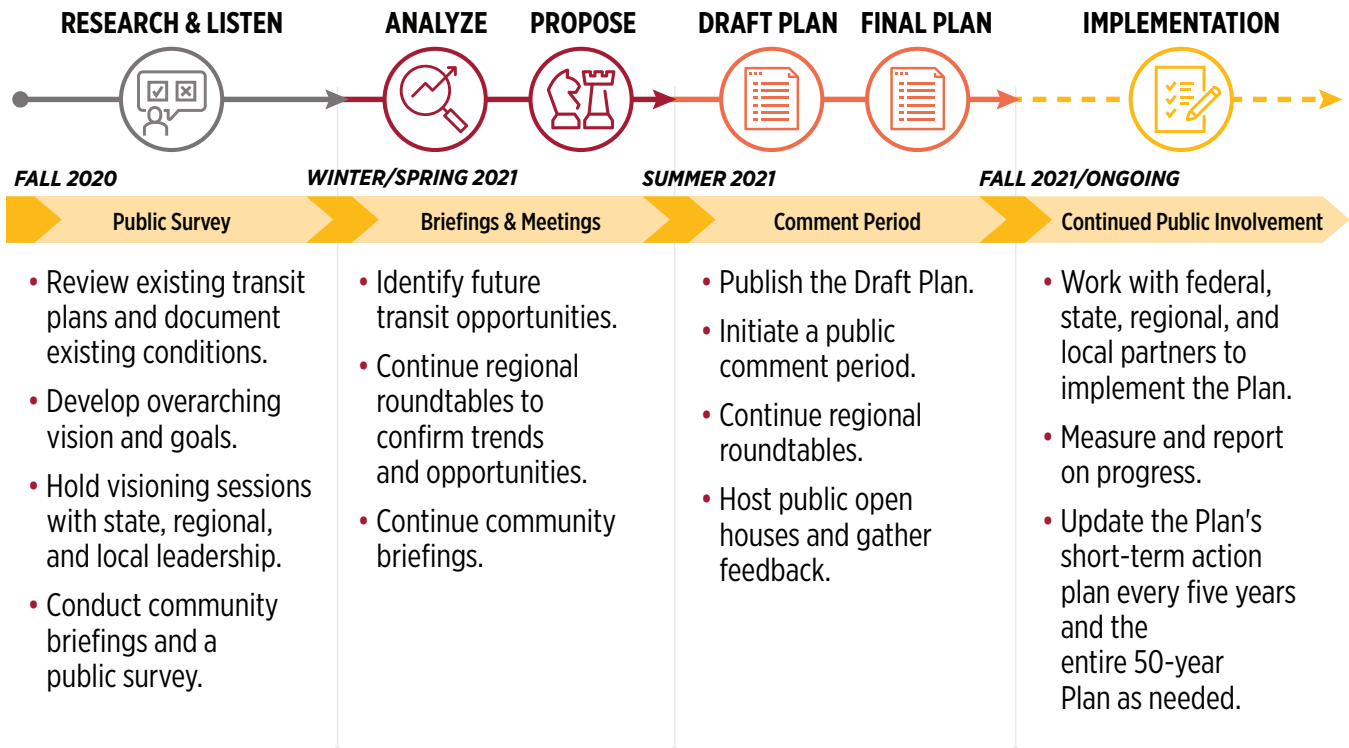 RESEARCH & LISTEN
ANALYZE
PROPOSE
DRAFT PLAN
FINAL PLAN
IMPLEMENTATION
FALL 2020
WINTER/SPRING 2021
SUMMER 2021
FALL 2021/ONGOING
Public Survey
Briefings & Meetings
Comment Period
Continued Public Involvement
• Review existing transit
plans and document
existing conditions.
• Develop overarching
vision and goals.
• Hold visioning sessions
with state, regional,
and local leadership.
• Conduct community
briefings and a
public survey.
• Identify future
transit opportunities.
• Continue regional
roundtables to
confirm trends
and opportunities.
• Continue community
briefings.
• Publish the Draft Plan.
• Initiate a public
comment period.
• Continue regional
roundtables.
• Host public open
houses and gather
feedback.
• Work with federal,
state, regional, and
local partners to
implement the Plan.
• Measure and report
on progress.
• Update the Plan's
short-term action
plan every five years
and the
entire 50-year
Plan as needed.